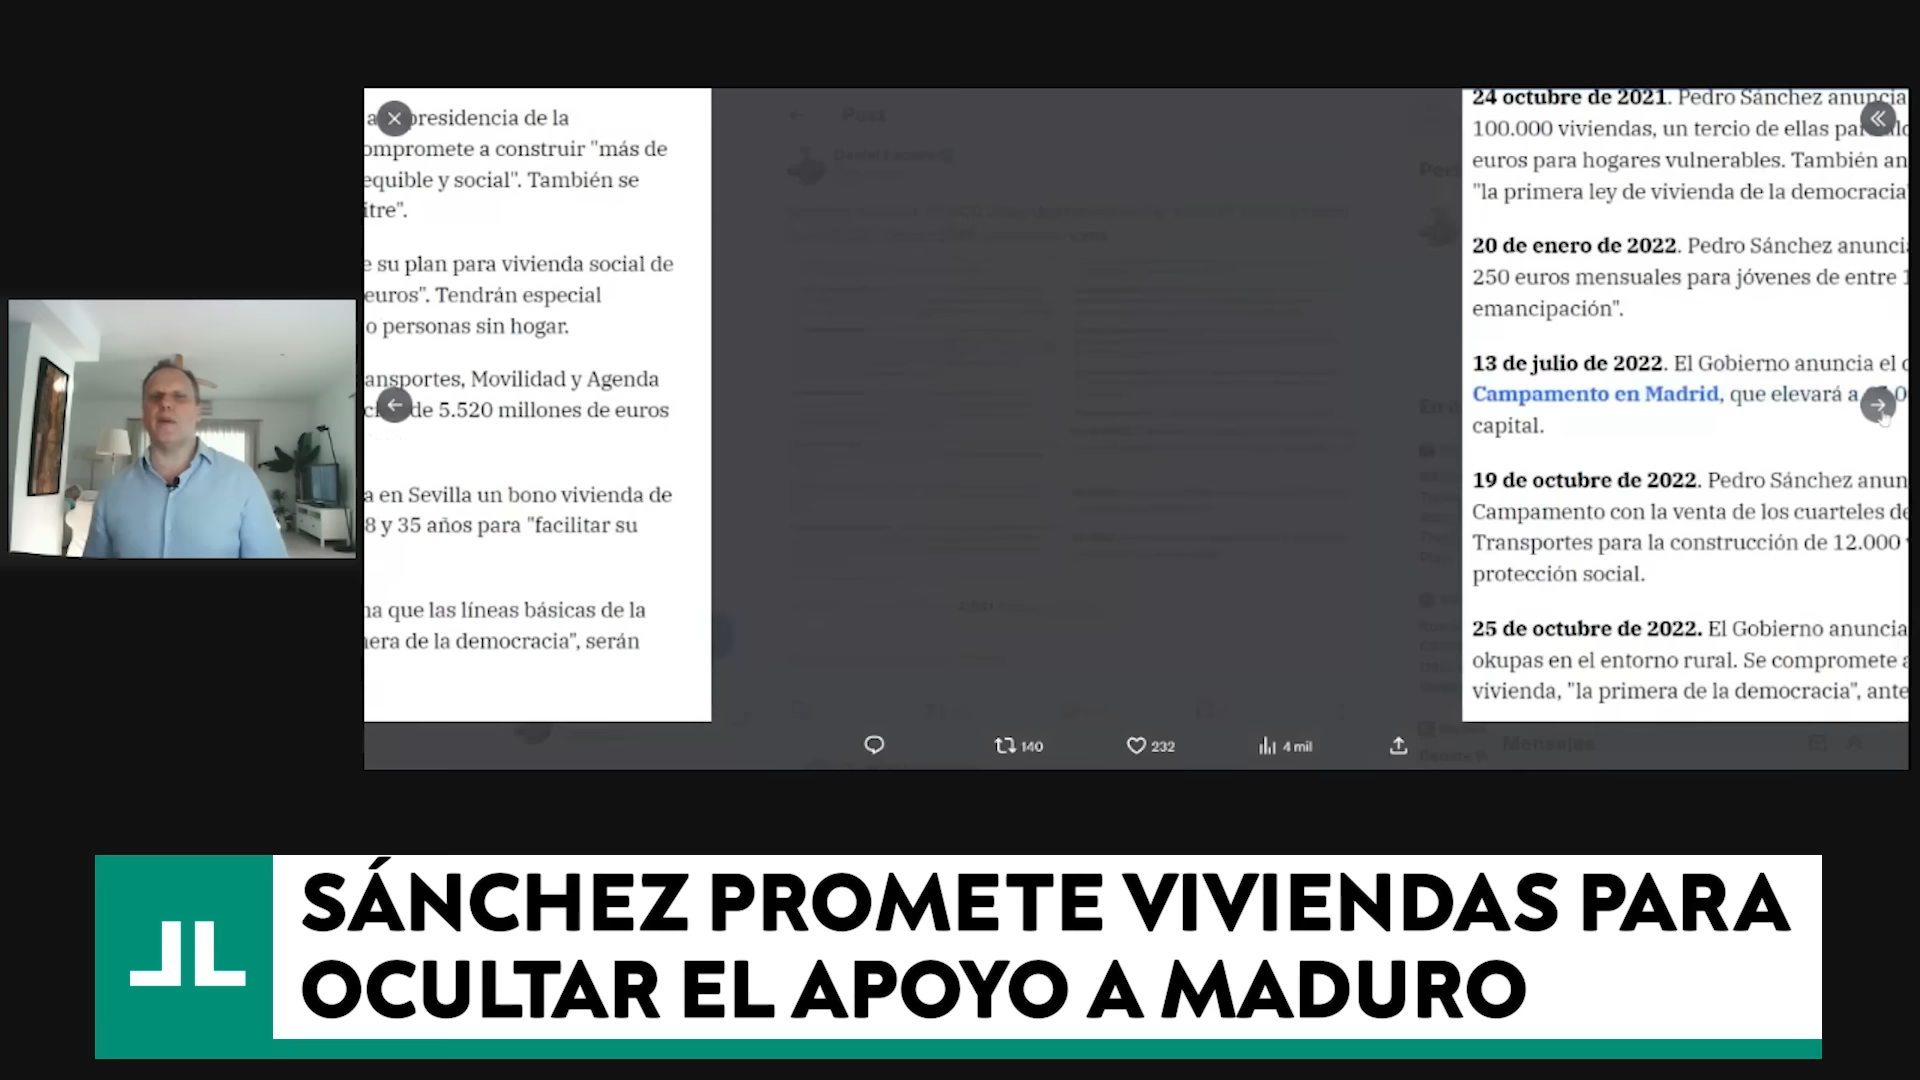 a presidencia de la
ompromete a construir "más de
equible y social". También se
itre".
e su plan para vivienda social de
euros". Tendrán especial
o personas sin hogar.
ansportes, Movilidad y Agenda
de 5.520 millones de euros
a en Sevilla un bono vivienda de
8 y 35 años para "facilitar su
na que las líneas básicas de la
nera de la democracia", serán
Post
24 octubre de 2021. Pedro Sánchez anuncia
100.000 viviendas, un tercio de ellas par
euros para hogares vulnerables. También an
"la primera ley de vivienda de la democracia"
20 de enero de 2022. Pedro Sánchez anunci
250 euros mensuales para jóvenes de entre 1
emancipación".
13 de julio de 2022. El Gobierno anuncia el
Campamento en Madrid, que elevará a
capital.
19 de octubre de 2022. Pedro Sánchez anun
Campamento con la venta de los cuarteles de
Transportes para la construcción de 12.000
protección social.
25 de octubre de 2022. El Gobierno anuncia
okupas en el entorno rural. Se compromete a
vivienda, "la primera de la democracia", ante
140
232
4 mil
Mensajes
SÁNCHEZ PROMETE VIVIENDAS PARA
OCULTAR EL APOYO A MADURO